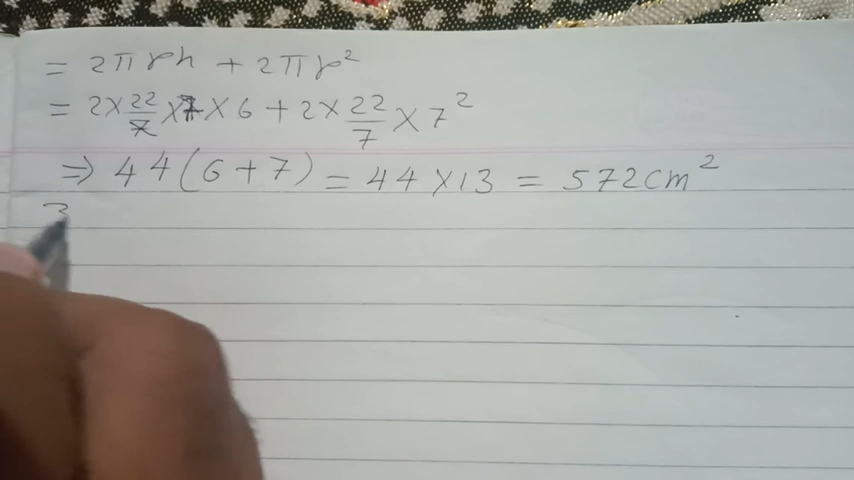 = 2πrh + 2πr²
= 2×22/7×7×6 + 2×22/7×7²
⇒ 44(6+7) = 44×13 = 572cm²